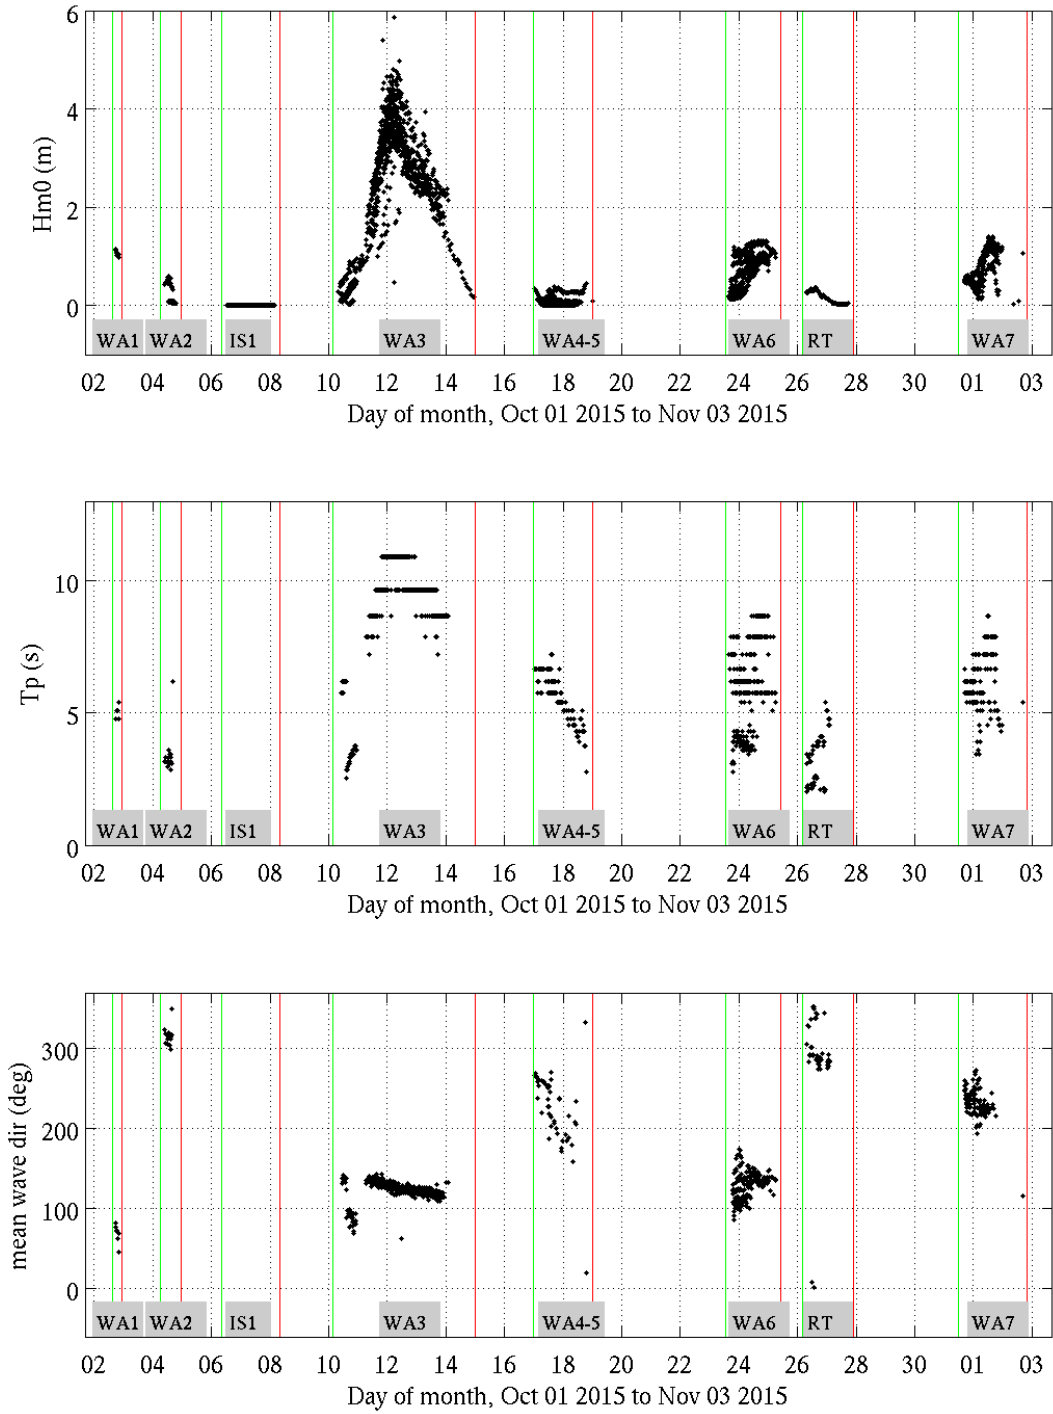 6
4
2
0
Hm0 (m)
WA1 WA2 IS1 WA3 WA4-5 WA6 RT WA7
02 04 06 08 10 12 14 16 18 20 22 24 26 28 30 01 03
Day of month, Oct 01 2015 to Nov 03 2015
10
5
0
Tp (s)
WA1 WA2 IS1 WA3 WA4-5 WA6 RT WA7
02 04 06 08 10 12 14 16 18 20 22 24 26 28 30 01 03
Day of month, Oct 01 2015 to Nov 03 2015
300
200
100
0
mean wave dir (deg)
WA1 WA2 IS1 WA3 WA4-5 WA6 RT WA7
02 04 06 08 10 12 14 16 18 20 22 24 26 28 30 01 03
Day of month, Oct 01 2015 to Nov 03 2015